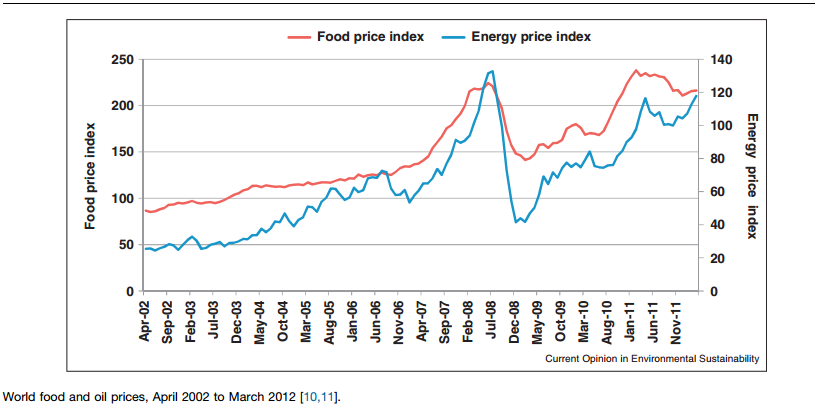 Food price index Energy price index
250 140
200 120
150 100
100 80
50 60
0 40
20
0
Food price index
Energy price index
Apr-02 Sep-02 Feb-03 Jul-03 Dec-03 May-04 Oct-04 Mar-05 Aug-05 Jan-06 Jun-06 Nov-06 Apr-07 Sep-07 Feb-08 Jul-08 Dec-08 May-09 Oct-09 Mar-10 Aug-10 Jan-11 Jun-11 Nov-11
Current Opinion in Environmental Sustainability
World food and oil prices, April 2002 to March 2012 [10,11].